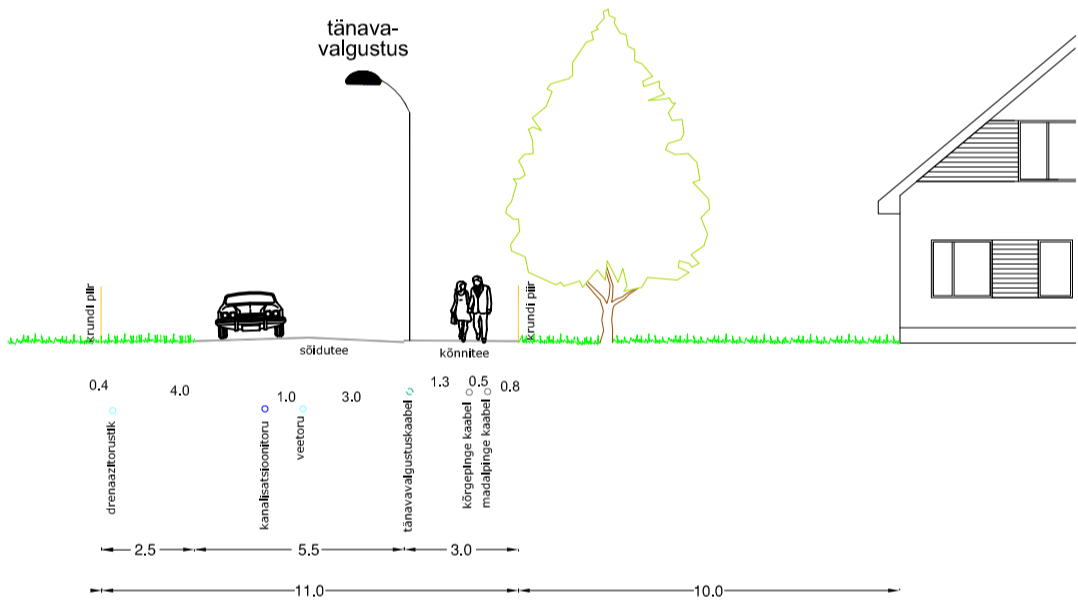 tänava-
valgustus
krundi piir
krundi piir
sõidutee
könnitee
0.4
4.0
1.0
3.0
1.3
0.5
0.8
drenaazitorustik
kanalisatsioonitoru
veetoru
tänavavalgustuskaabel
kõrgepinge kaabel
madalpinge kaabel
2.5
5.5
3.0
11.0
10.0